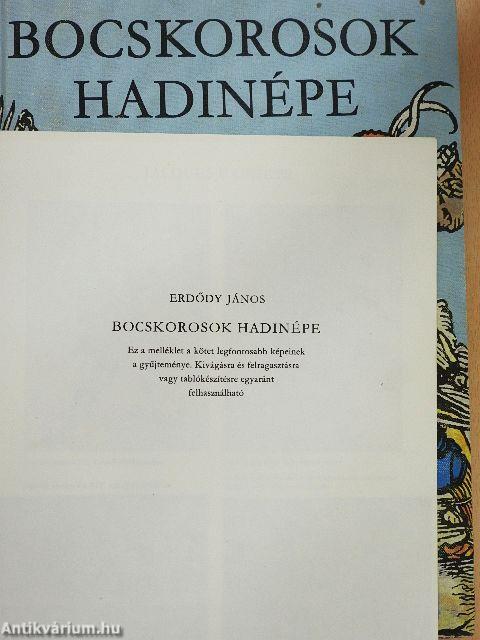 BOCSKOROSOK
HADINÉPE
ERDŐDY JÁNOS
BOCSKOROSOK HADINÉPE
Ez a melléklet a kötet legfontosabb képeinek
a gyűjteménye. Kivágásra és felragasztásra
vagy tablókészítésre egyaránt
felhasználható
Antikvárium.hu